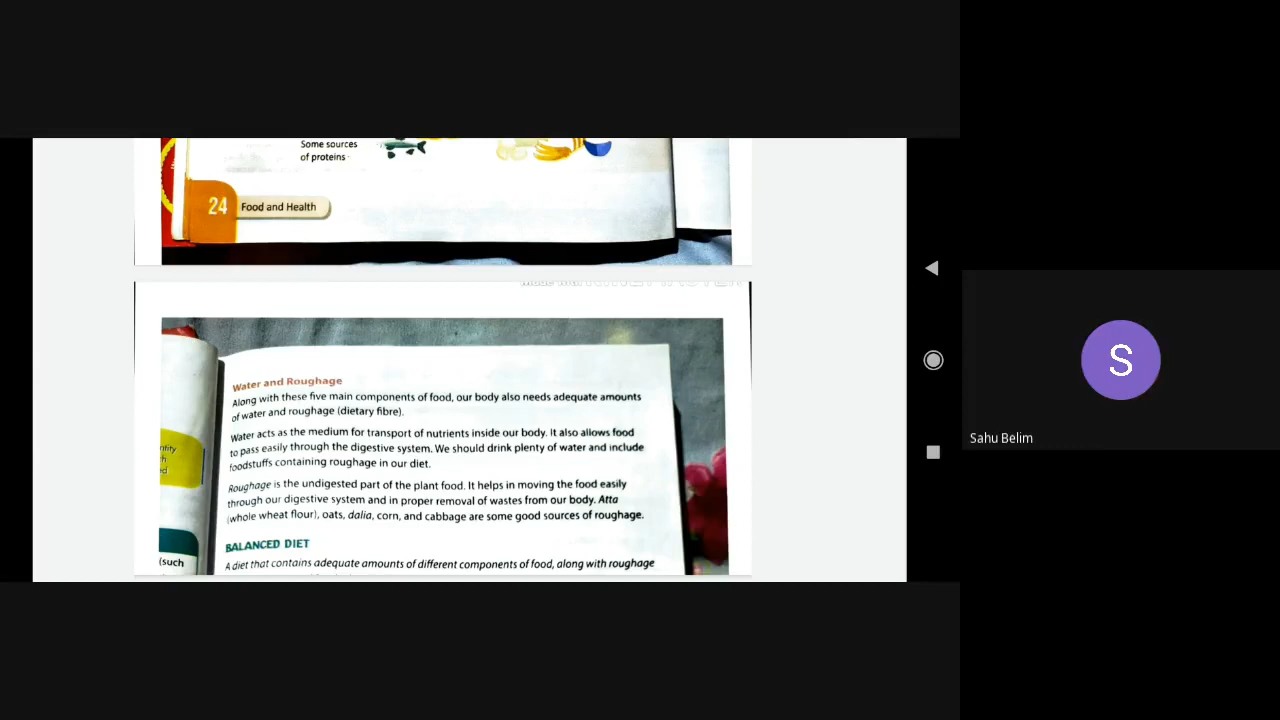 Some sources
of proteins
24
Food and Health
Water and Roughage
Along with these five main components of food, our body also needs adequate amounts
of water and roughage (dietary fibre).
Water acts as the medium for transport of nutrients inside our body. It also allows food
to pass easily through the digestive system. We should drink plenty of water and include
foodstuffs containing roughage in our diet.
Roughage is the undigested part of the plant food. It helps in moving the food easily
through our digestive system and in proper removal of wastes from our body. Atta
(whole wheat flour), oats, dalia, corn, and cabbage are some good sources of roughage.
BALANCED DIET
(such
A diet that contains adequate amounts of different components of food, along with roughage
S
Sahu Belim